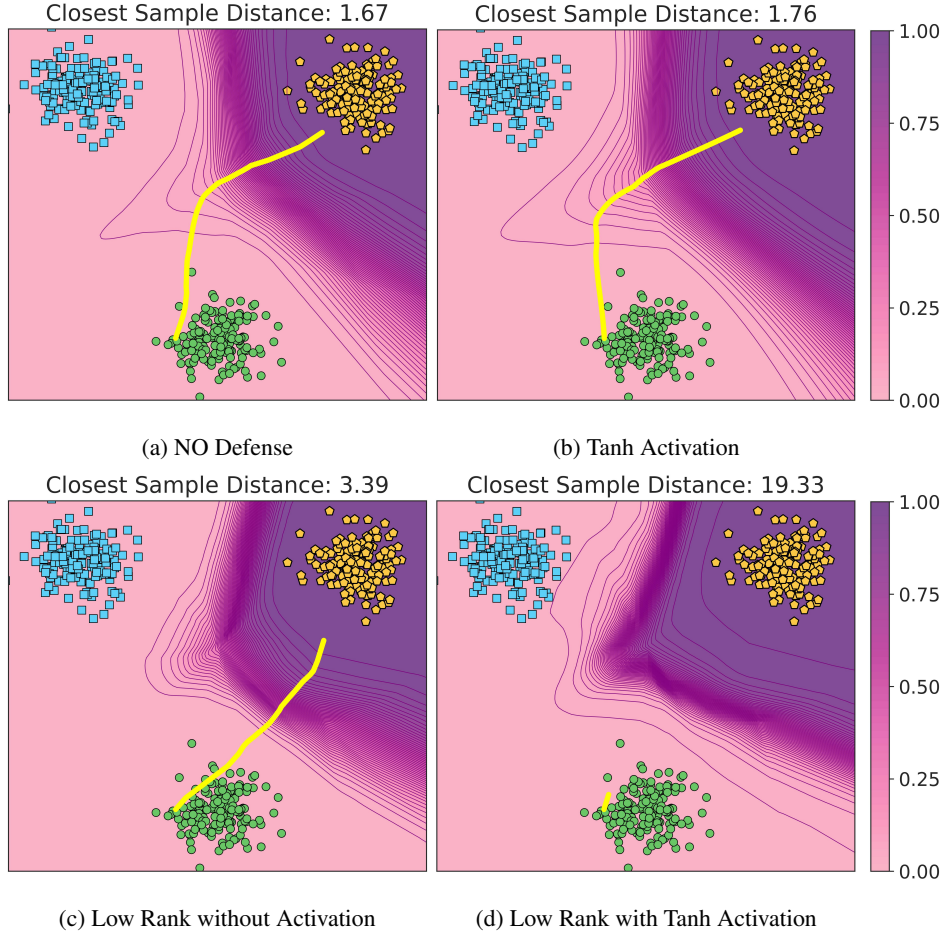 Closest Sample Distance: 1.67
Closest Sample Distance: 1.76
1.00
0.75
0.50
0.25
0.00
(a) NO Defense
(b) Tanh Activation
Closest Sample Distance: 3.39
Closest Sample Distance: 19.33
1.00
0.75
0.50
0.25
0.00
(c) Low Rank without Activation
(d) Low Rank with Tanh Activation